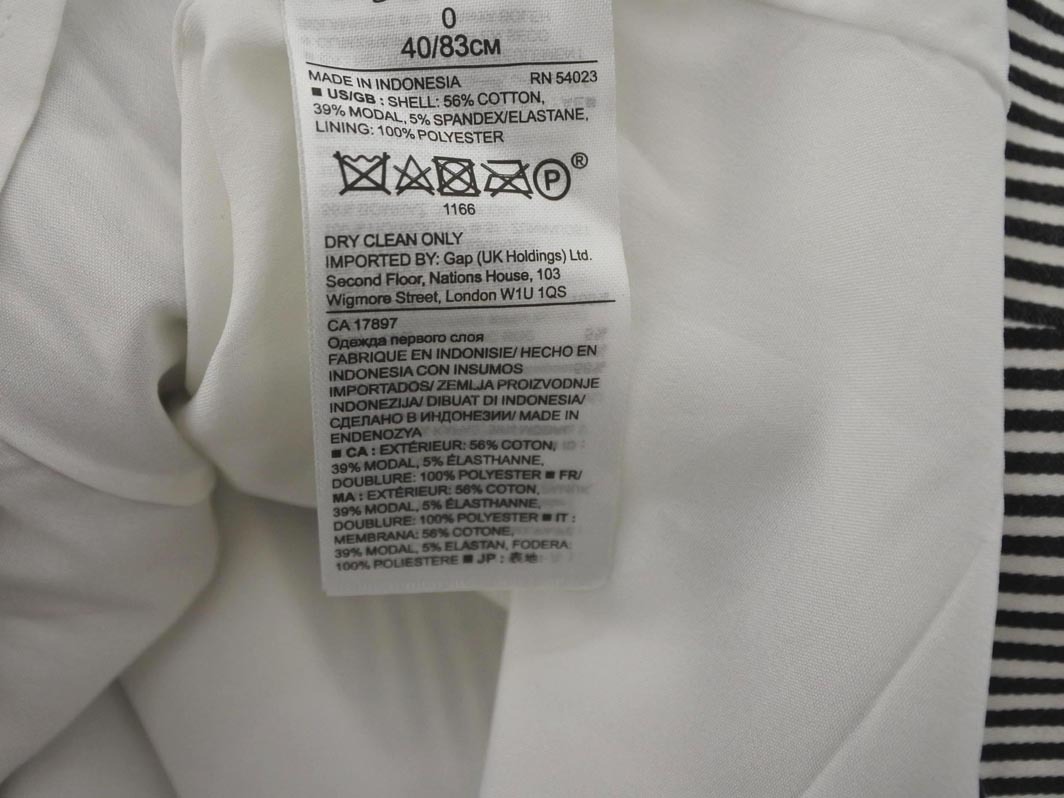 0
40/83CM
MADE IN INDONESIA RN 54023
■ US/GB : SHELL: 56% COTTON,
39% MODAL, 5% SPANDEX/ELASTANE,
LINING: 100% POLYESTER
P ®
1166
DRY CLEAN ONLY
IMPORTED BY: Gap (UK Holdings) Ltd.
Second Floor, Nations House, 103
Wigmore Street, London W1U 1QS
CA 17897
Одежда первого слоя
FABRIQUE EN INDONISIE/ HECHO EN
INDONESIA CON INSUMOS
IMPORTADOS/ ZEMLJA PROIZVODNJE
INDONEZIJA/ DIBUAT DI INDONESIA/
СДЕЛАНО В ИНДОНЕЗИИ/ MADE IN
ENDENOZYA
■ CA : EXTÉRIEUR: 56% COTON,
39% MODAL, 5% ÉLASTHANNE,
DOUBLURE: 100% POLYESTER ■ FR/
MA : EXTÉRIEUR: 56% COTON,
39% MODAL, 5% ÉLASTHANNE,
DOUBLURE: 100% POLYESTER ■ IT :
MEMBRANA: 56% COTONE,
39% MODAL, 5% ELASTAN, FODERA:
100% POLIESTERE ■ JP : 表地